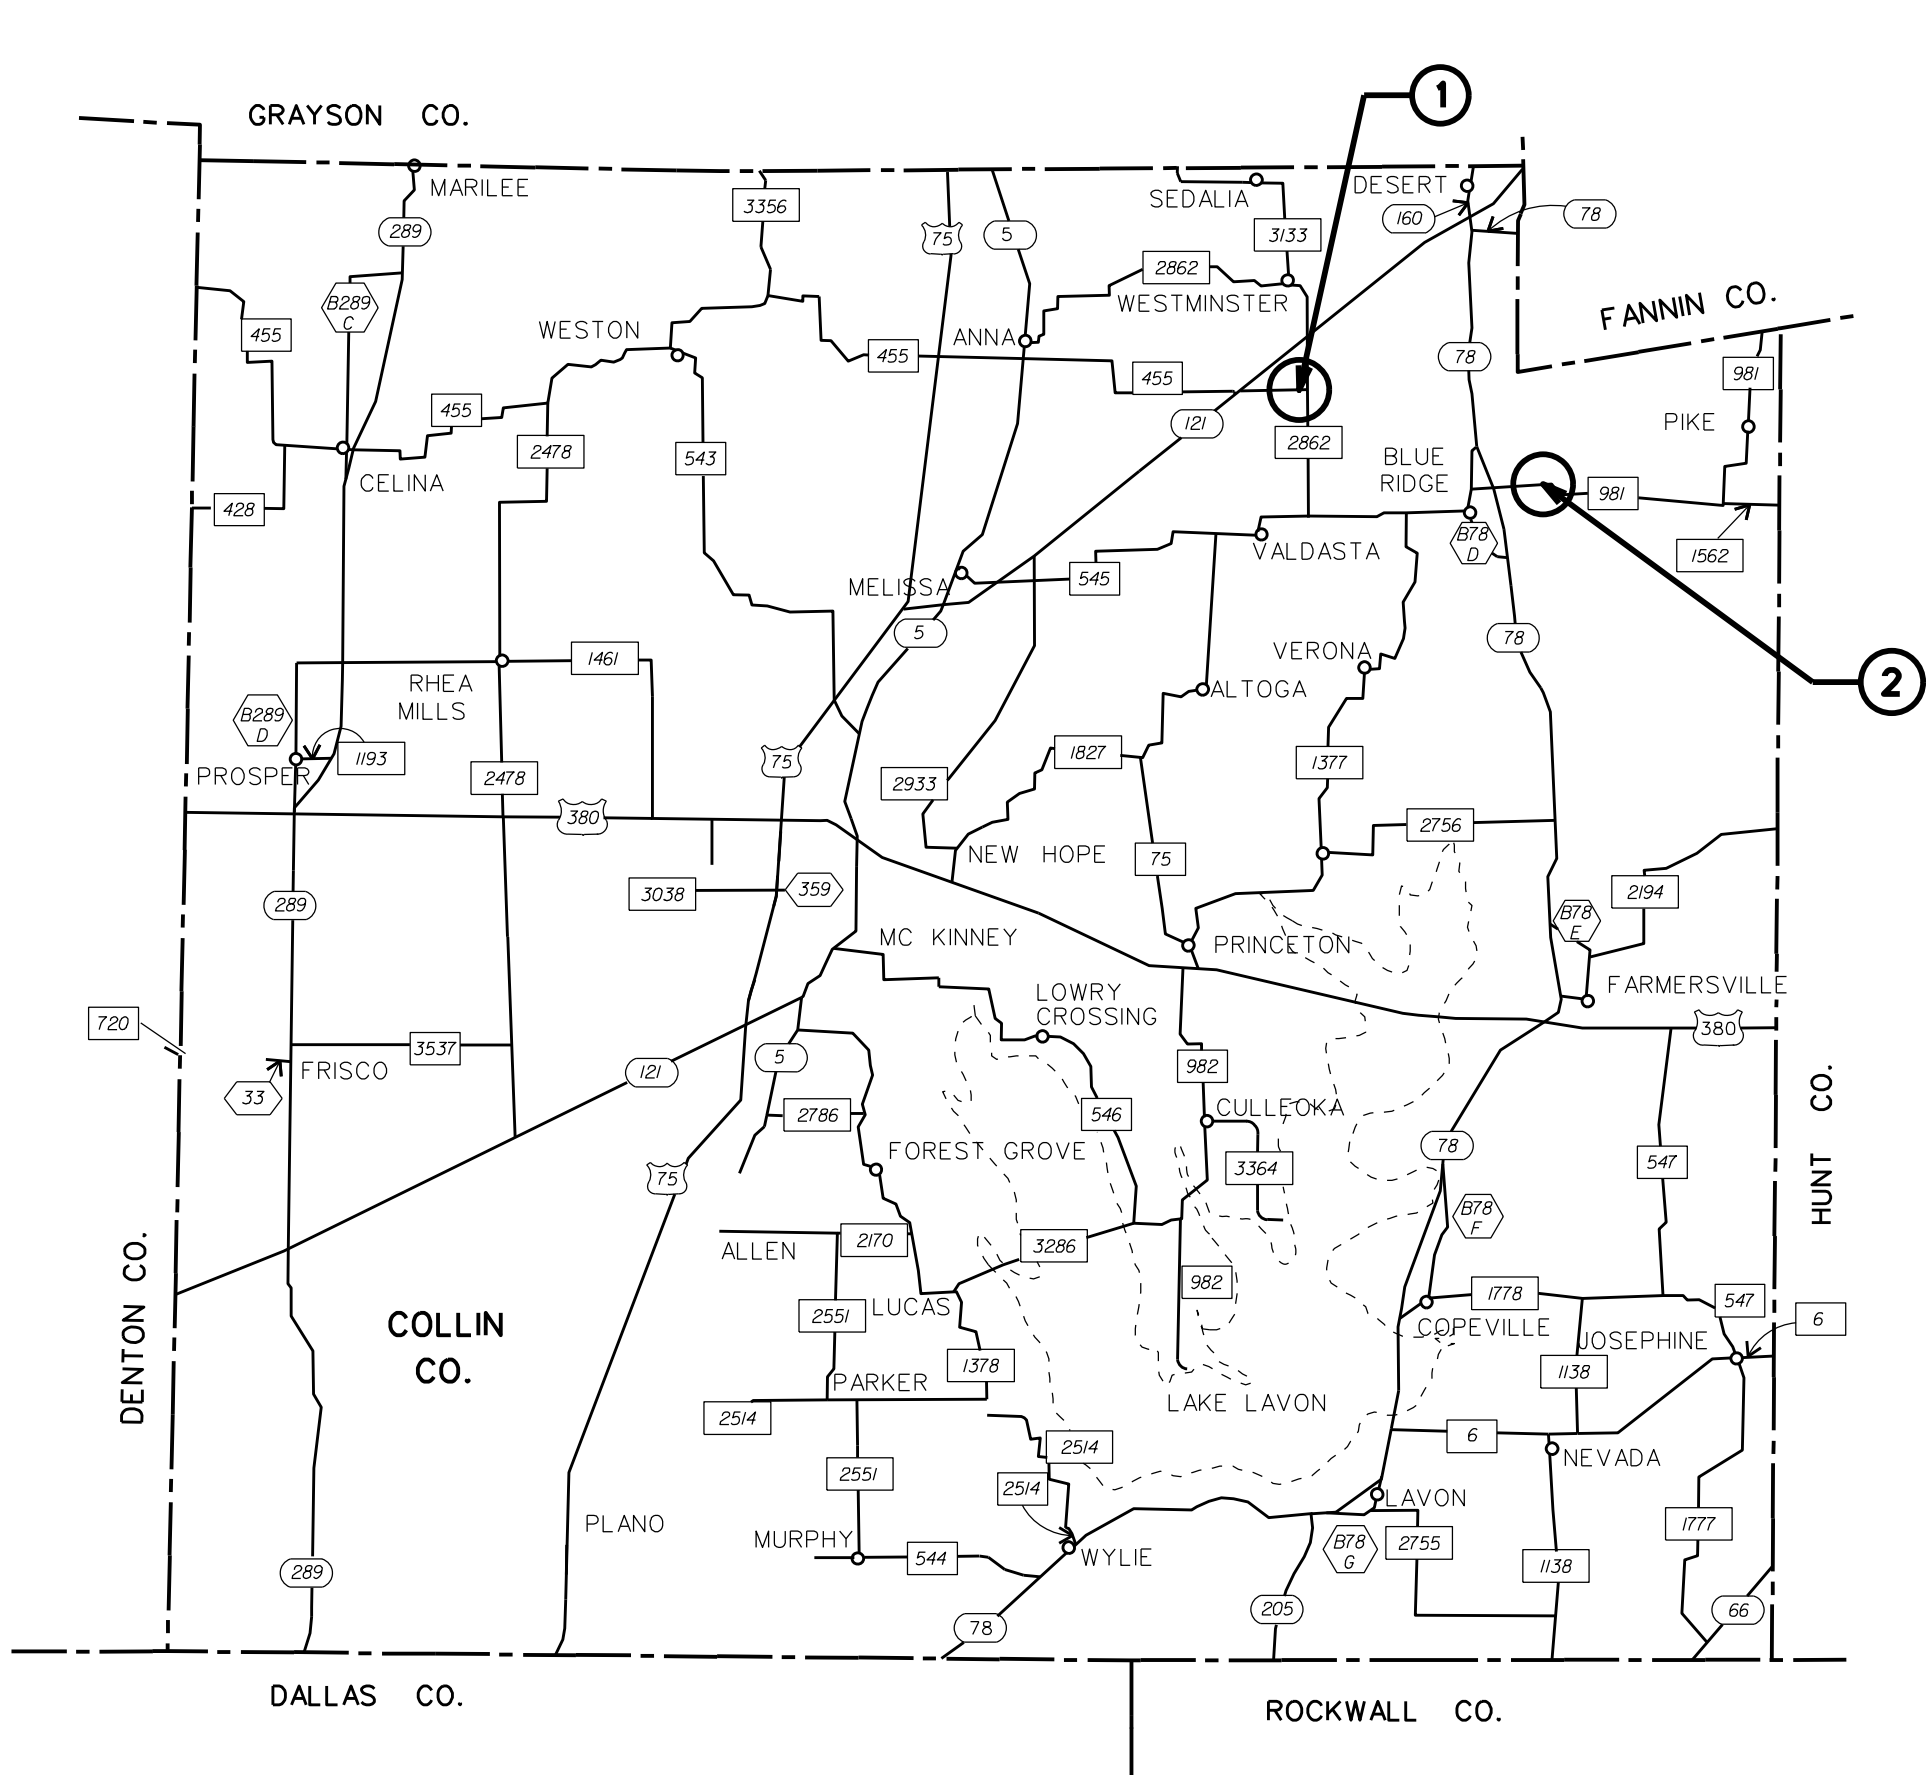 1
GRAYSON CO.
MARILEE
3356
SEDALIA
DESERT
160
78
289
75
5
3133
2862
B289
C
WESTMINSTER
FANNIN CO.
455
WESTON
ANNA
455
78
981
455
455
121
PIKE
2478
543
2862
BLUE
RIDGE
CELINA
428
981
B78
D
VALDASTA
1562
MELISSA
545
5
78
1461
VERONA
RHEA
MILLS
ALTOGA
2
B289
D
1193
PROSPER
2478
75
2933
1827
1377
380
2756
NEW HOPE
75
3038
359
289
2194
B78
E
MC KINNEY
PRINCETON
FARMERSVILLE
LOWRY
CROSSING
720
380
3537
FRISCO
5
121
982
33
2786
546
CULLEOKA
HUNT CO.
FOREST GROVE
78
3364
547
75
B78
F
ALLEN
2170
3286
DENTON CO.
982
1778
547
6
LUCAS
2551
COLLIN
CO.
COPEVILLE
JOSEPHINE
1378
1138
PARKER
LAKE LAVON
2514
2514
6
NEVADA
2551
2514
LAVON
PLANO
1777
MURPHY
B78
G
2755
544
WYLIE
1138
289
205
66
78
DALLAS CO.
ROCKWALL CO.